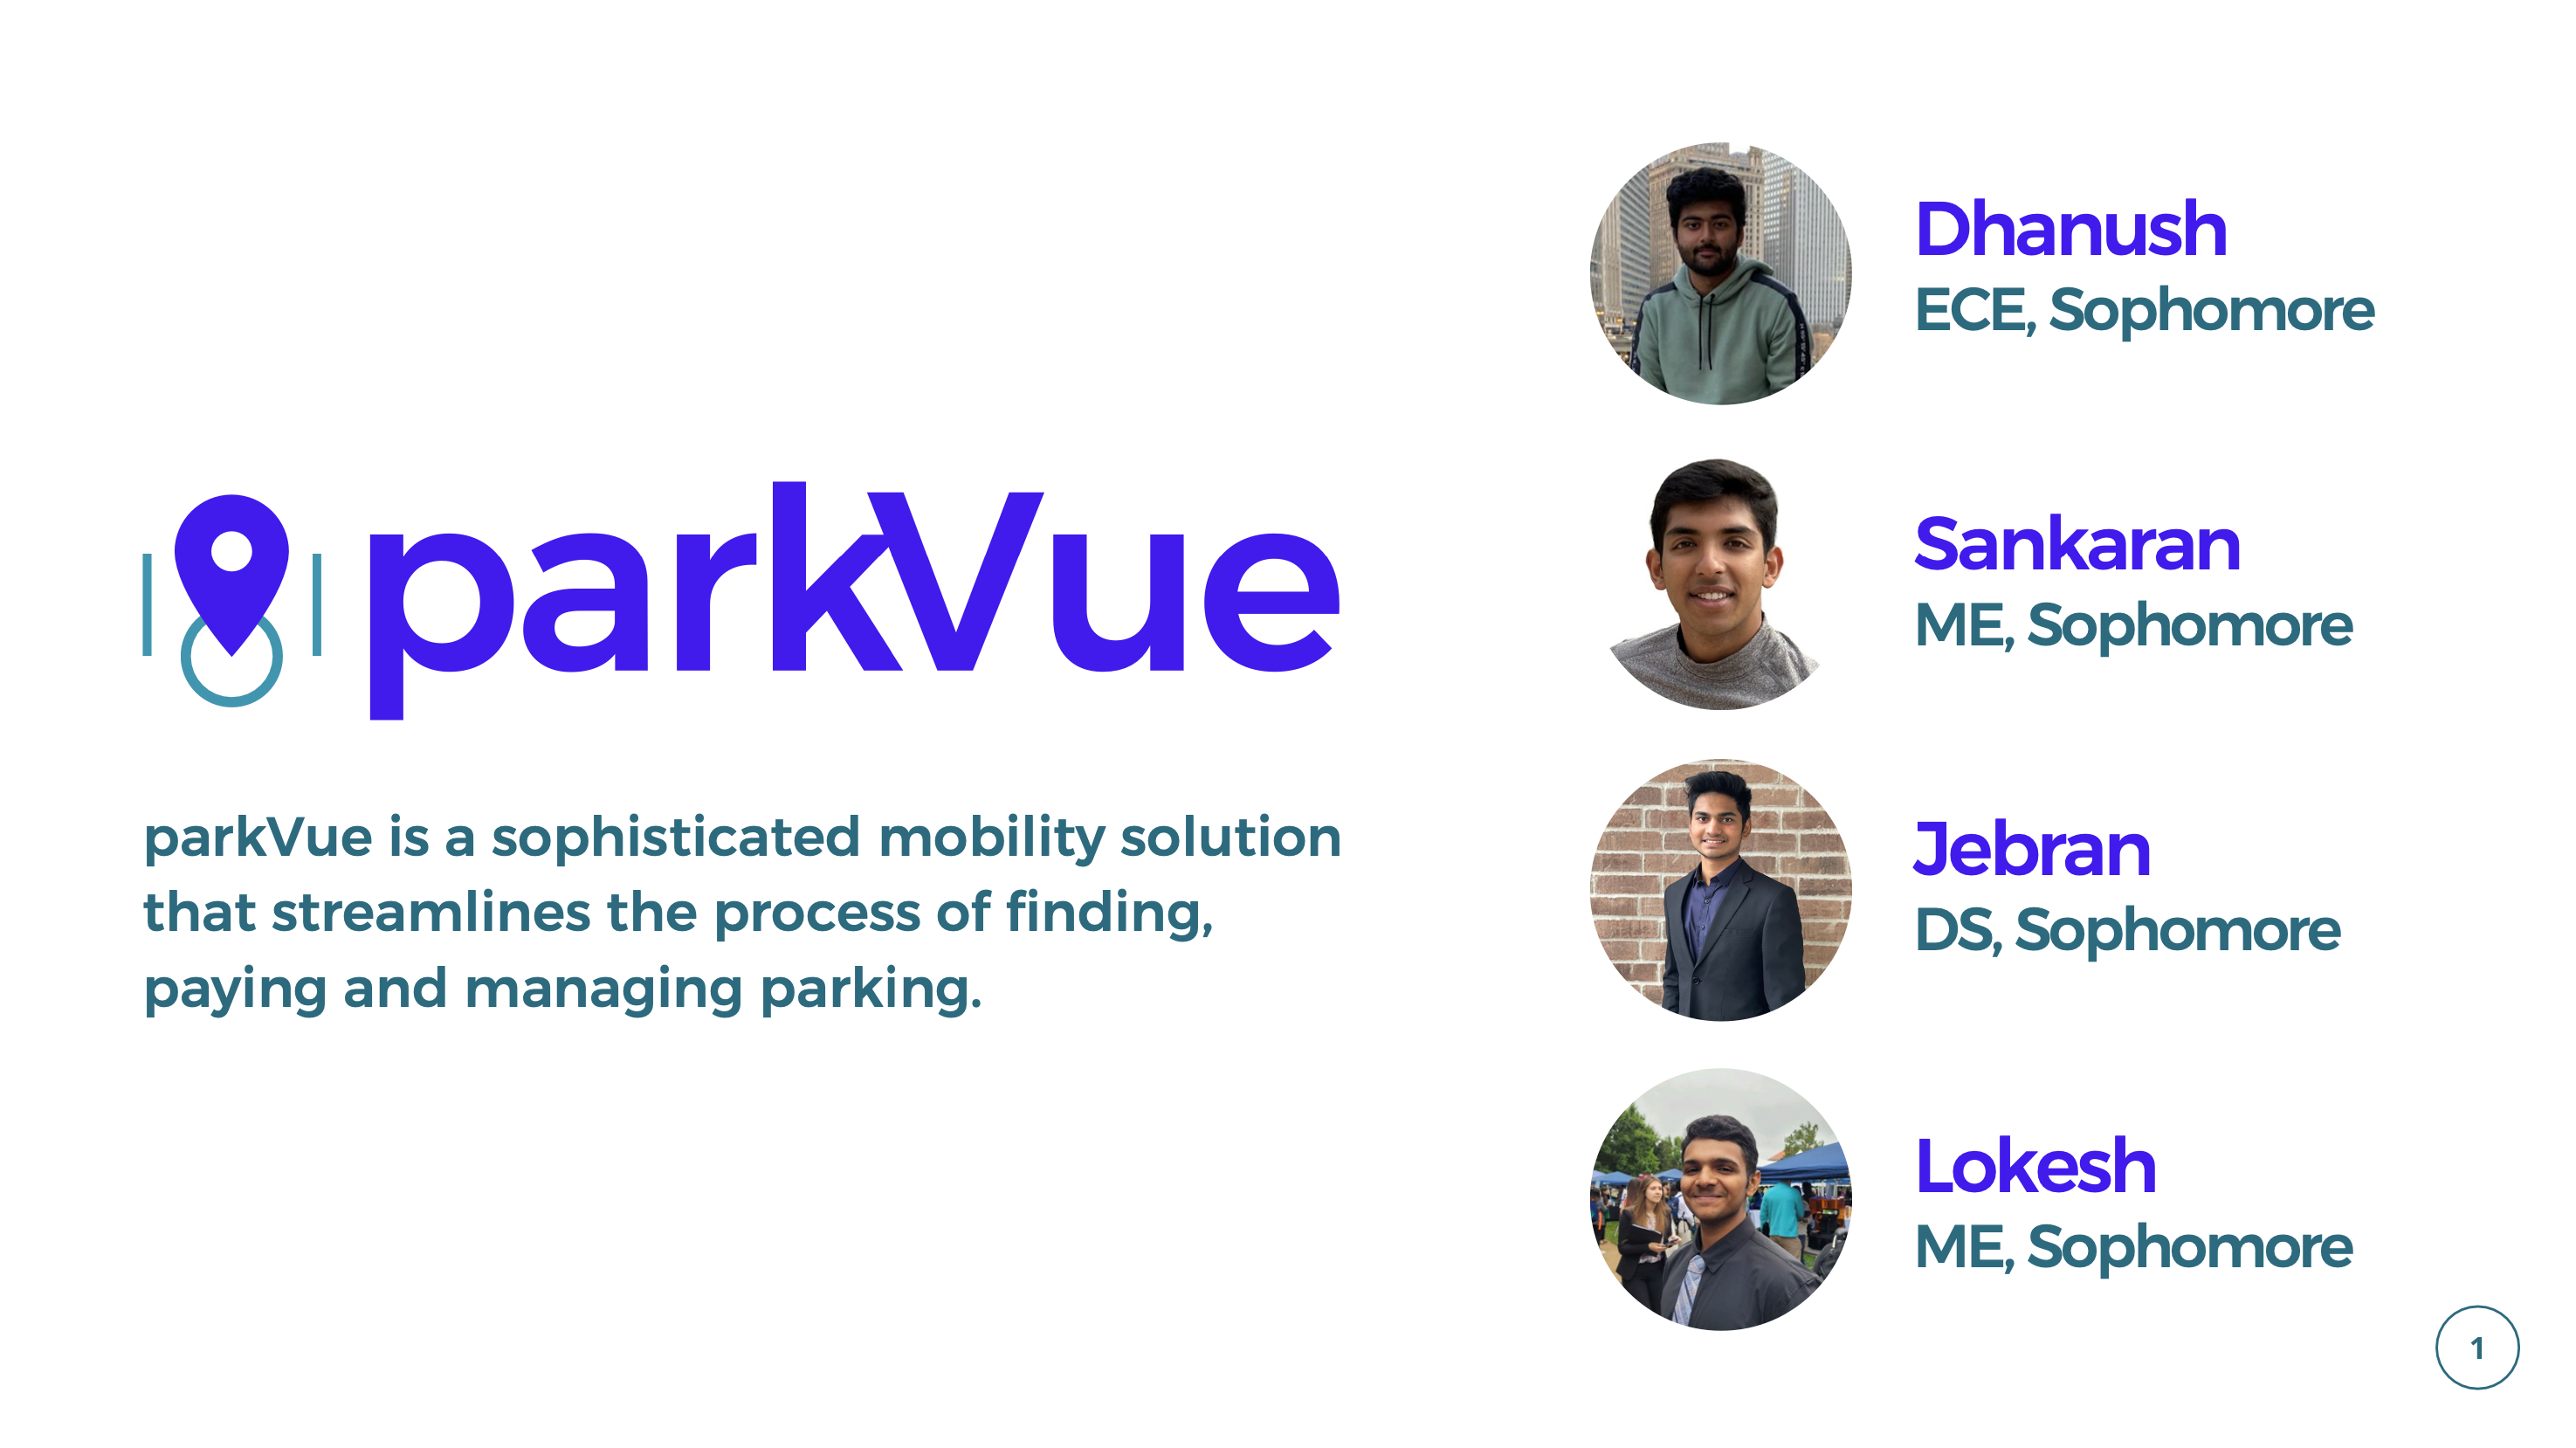 parkVue
parkVue is a sophisticated mobility solution
that streamlines the process of finding,
paying and managing parking.
Dhanush
ECE, Sophomore
Sankaran
ME, Sophomore
Jebran
DS, Sophomore
Lokesh
ME, Sophomore
1